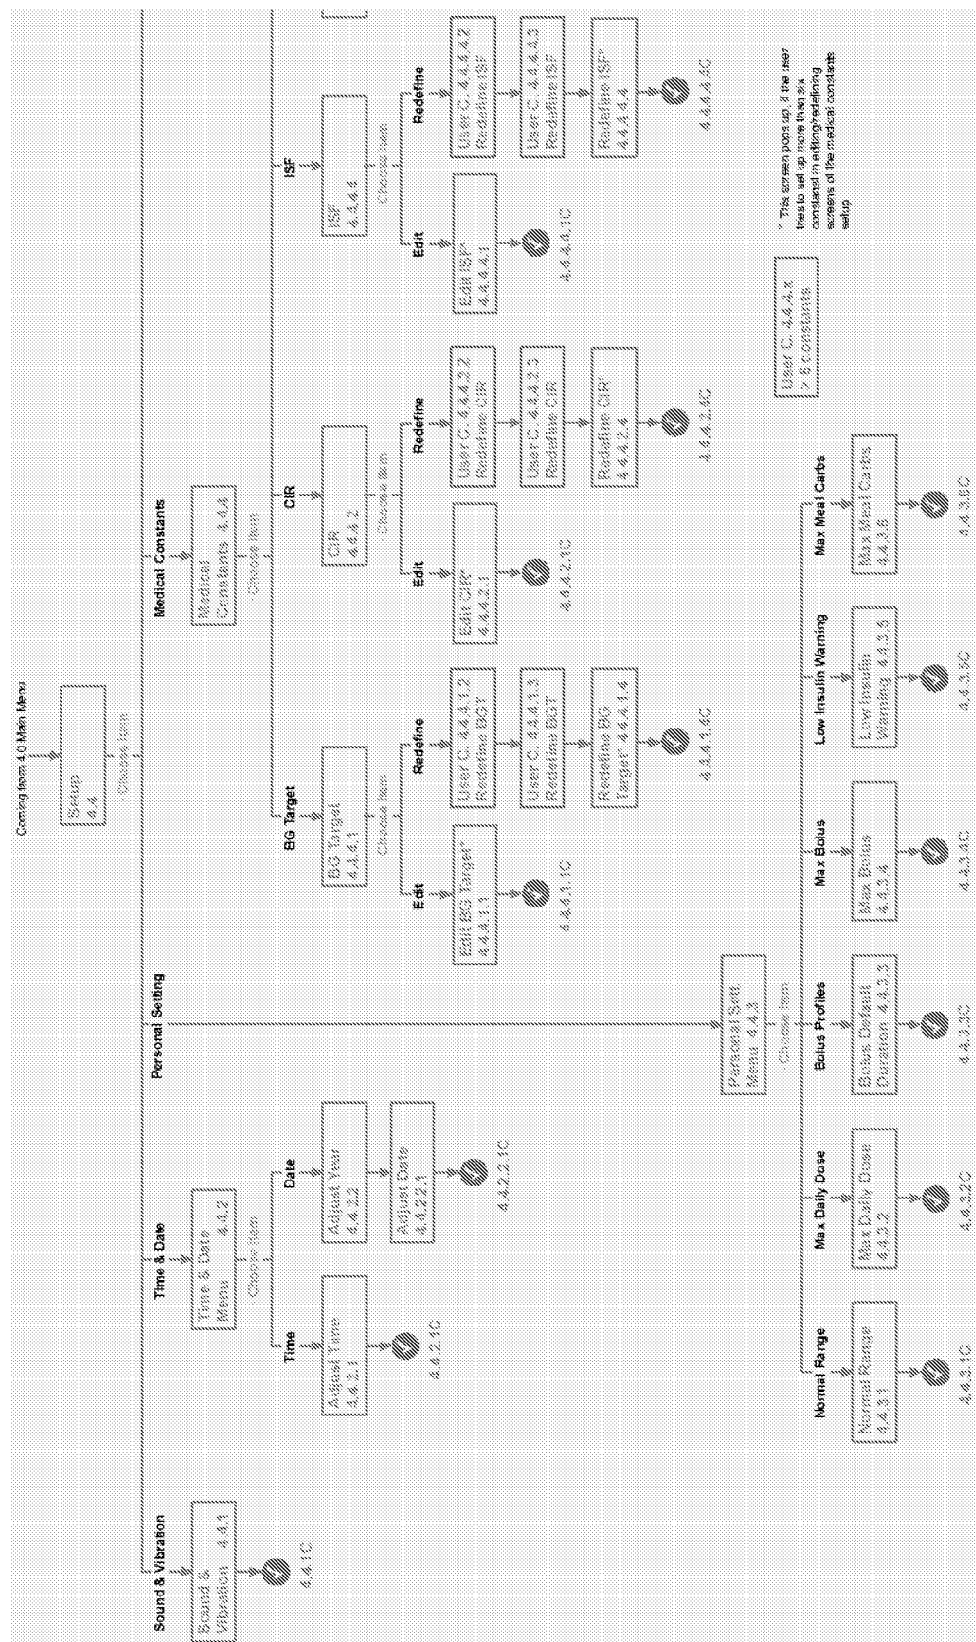 Coming from 4.0 Main Menu
Setup
4.4
- Choose Item
Sound & Vibration
Sound &
Vibration 4.4.1
4.4.1C
Time & Date
Time & Date
Menu 4.4.2
- Choose Item
Time
Adjust Time
4.4.2.1
4.4.2.1C
Date
Adjust Year
4.4.2.2
Adjust Date
4.4.2.2.1
4.4.2.2.1C
Personal Setting
Personal Sett.
Menu 4.4.3
- Choose Item
Normal Range
Normal Range
4.4.3.1
4.4.3.1C
Max Daily Dose
Max Daily Dose
4.4.3.2
4.4.3.2C
Bolus Profiles
Bolus Default
Duration 4.4.3.3
4.4.3.3C
Max Bolus
Max Bolus
4.4.3.4
4.4.3.4C
Low Insulin Warning
Low Insulin
Warning 4.4.3.5
4.4.3.5C
Max Meal Carbs
Max Meal Carbs
4.4.3.6
4.4.3.6C
Medical Constants
Medical
Constants 4.4.4
- Choose Item
BG Target
BG Target
4.4.4.1
Choose Item
Edit
Edit BG Target*
4.4.4.1.1
4.4.4.1.1C
Redefine
User C. 4.4.4.1.2
Redefine BGT
User C. 4.4.4.1.3
Redefine BGT
Redefine BG
Target* 4.4.4.1.4
4.3.4.1.4C
CIR
CIR
4.4.4.2
Choose Item
Edit
Edit CIR*
4.4.4.2.1
4.4.4.2.1C
Redefine
User C. 4.4.4.2.2
Redefine CIR
User C. 4.4.4.2.3
Redefine CIR
Redefine CIR*
4.4.4.2.4
4.4.4.2.4C
ISF
ISF
4.4.4.4
Choose Item
Edit
Edit ISF*
4.4.4.4.1
4.4.4.4.1C
Redefine
User C. 4.4.4.4.2
Redefine ISF
User C. 4.4.4.4.3
Redefine ISF
Redefine ISF*
4.4.4.4.4
4.4.4.4.4C
User C. 4.4.4.x
> 6 constants
* This screen pops up, if the user
tries to set up more than six
constants in editing/redefining
screens of the medical constants
setup